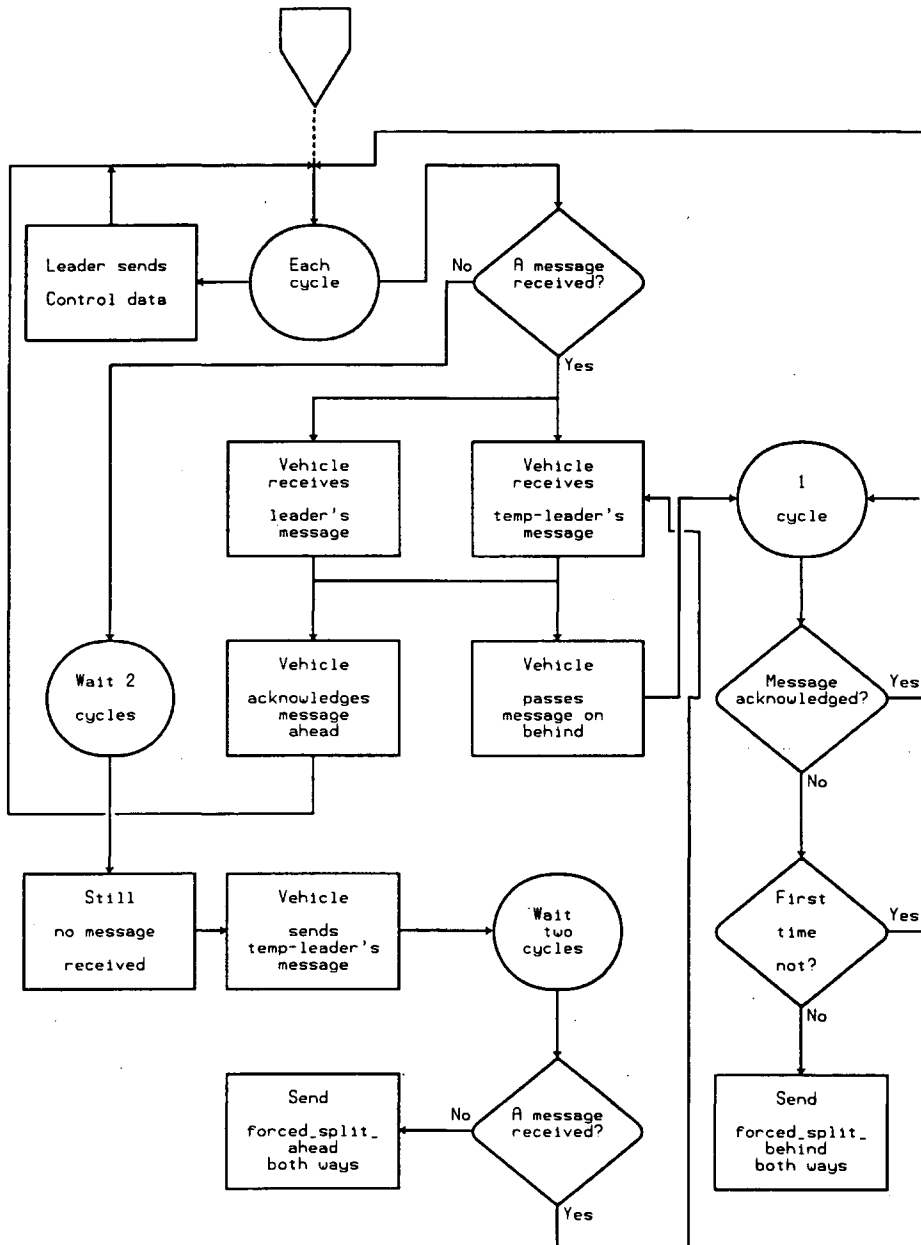 Leader sends
Control data
Each
cycle
No
A message
received?
Yes
Vehicle
receives
leader's
message
Vehicle
receives
temp-leader's
message
1
cycle
Wait 2
cycles
Vehicle
acknowledges
message
ahead
Vehicle
passes
message on
behind
Message
acknowledged?
Yes
No
Still
no message
received
Vehicle
sends
temp-leader's
message
Wait
two
cycles
First
time
not?
Yes
No
Send
forced_split_
ahead
both ways
No
A message
received?
Yes
Send
forced_split_
behind
both ways